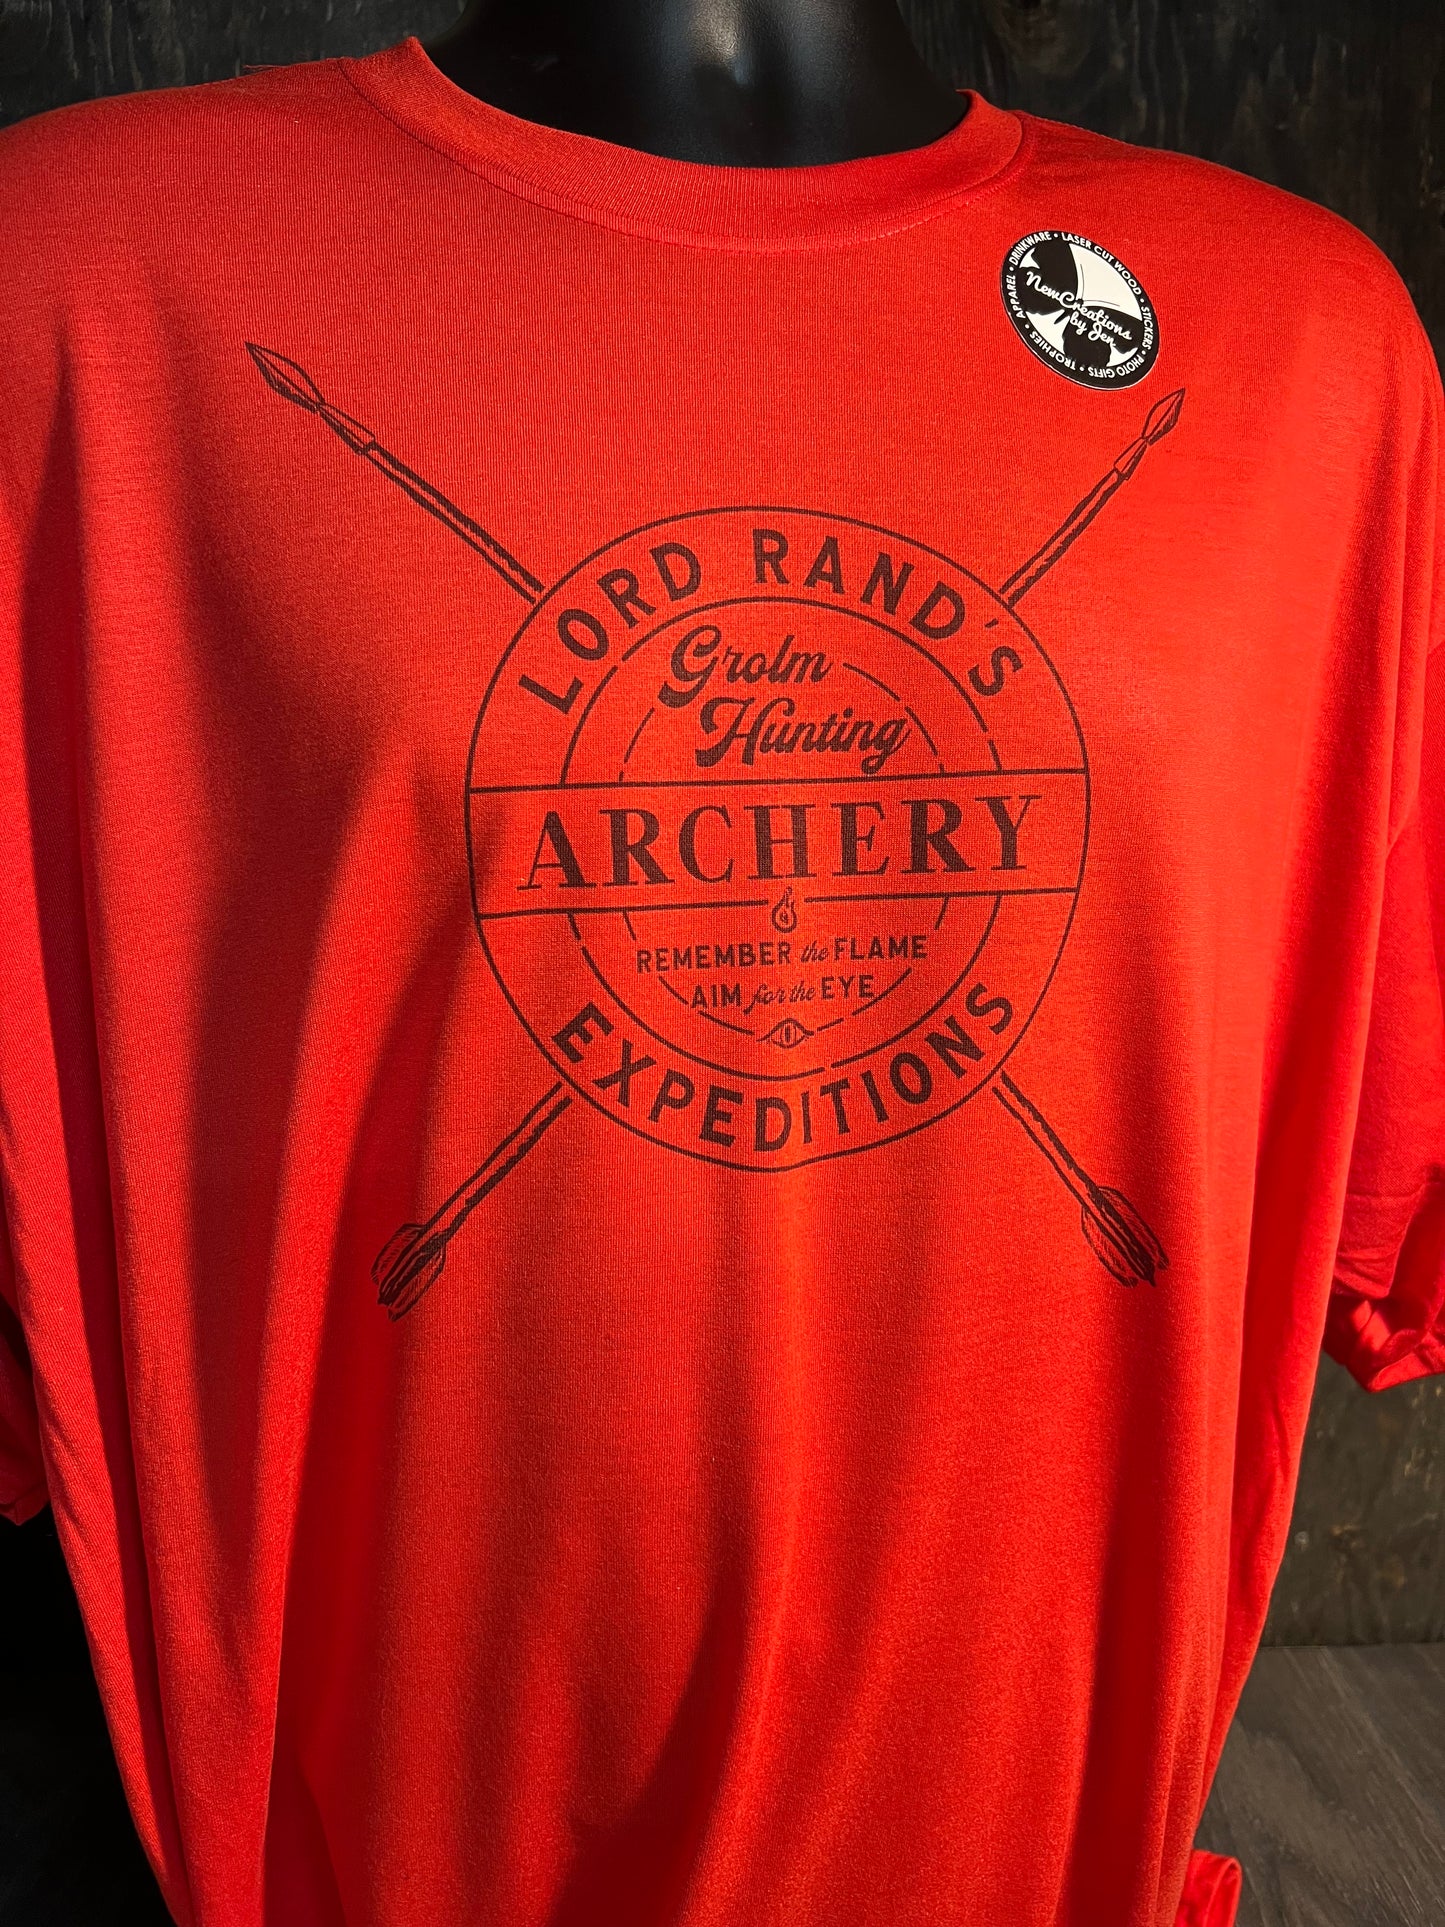 APPAREL • DRINKWARE • LASER CUT WOOD • STICKERS • PHOTO GIFTS • TROPHIES •
NewCreations
by Jen
LORD RAND'S
Grolm
Hunting
ARCHERY
REMEMBER the FLAME
AIM for the EYE
EXPEDITIONS